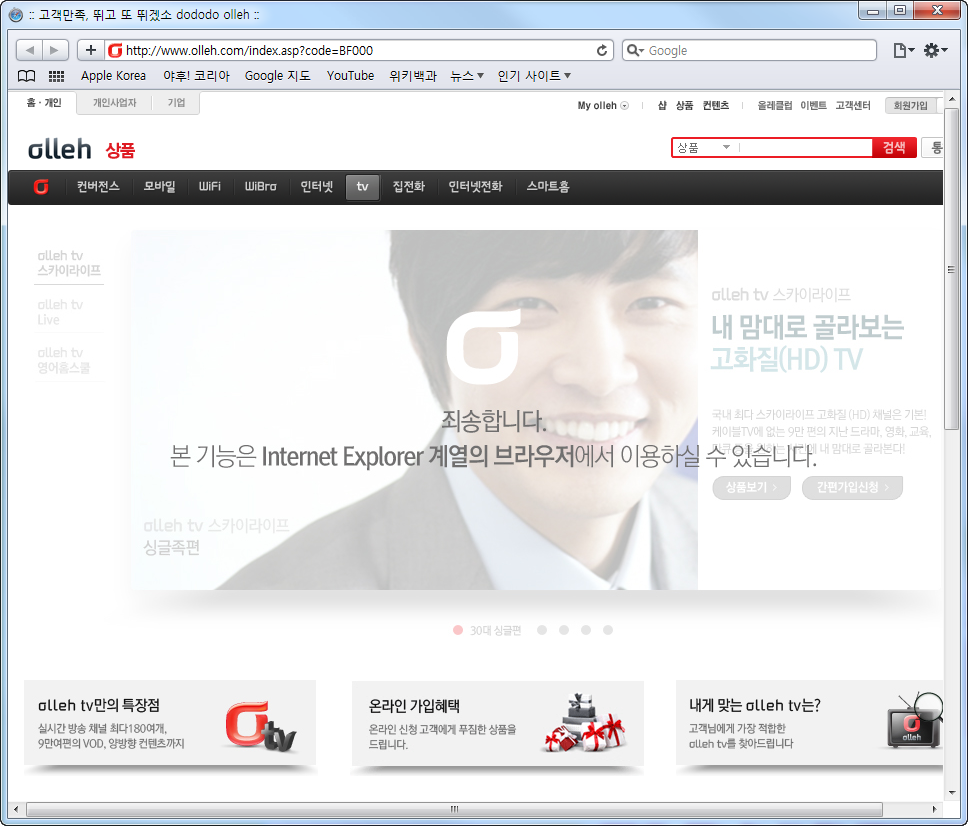 :: 고객만족, 뛰고 또 뛰겠소 dododo olleh ::
http://www.olleh.com/index.asp?code=BF000
Google
Apple Korea 야후! 코리아 Google 지도 YouTube 위키백과 뉴스 인기 사이트
홈 · 개인 개인사업자 기업
My olleh 샵 상품 컨텐츠 올레클럽 이벤트 고객센터 회원가입
olleh 상품
상품 검색 통
컨버전스 모바일 WiFi WiBro 인터넷 tv 집전화 인터넷전화 스마트홈
olleh tv
스카이라이프
olleh tv
Live
olleh tv
영어홈스쿨
olleh tv 스카이라이프
내 맘대로 골라보는
고화질(HD) TV
국내 최다 스카이라이프 고화질 (HD) 채널은 기본!
케이블TV에 없는 9만 편의 지난 드라마, 영화, 교육,
내 맘대로 골라본다!
상품보기 간편가입신청
죄송합니다.
본 기능은 Internet Explorer 계열의 브라우저에서 이용하실 수 있습니다.
olleh tv 스카이라이프
싱글족편
30대 싱글편
olleh tv만의 특장점
실시간 방송 채널 최다180여개,
9만여편의 VOD, 양방향 컨텐츠까지
tv
온라인 가입혜택
온라인 신청 고객에게 푸짐한 상품을
드립니다.
내게 맞는 olleh tv는?
고객님에게 가장 적합한
olleh tv를 찾아드립니다
olleh